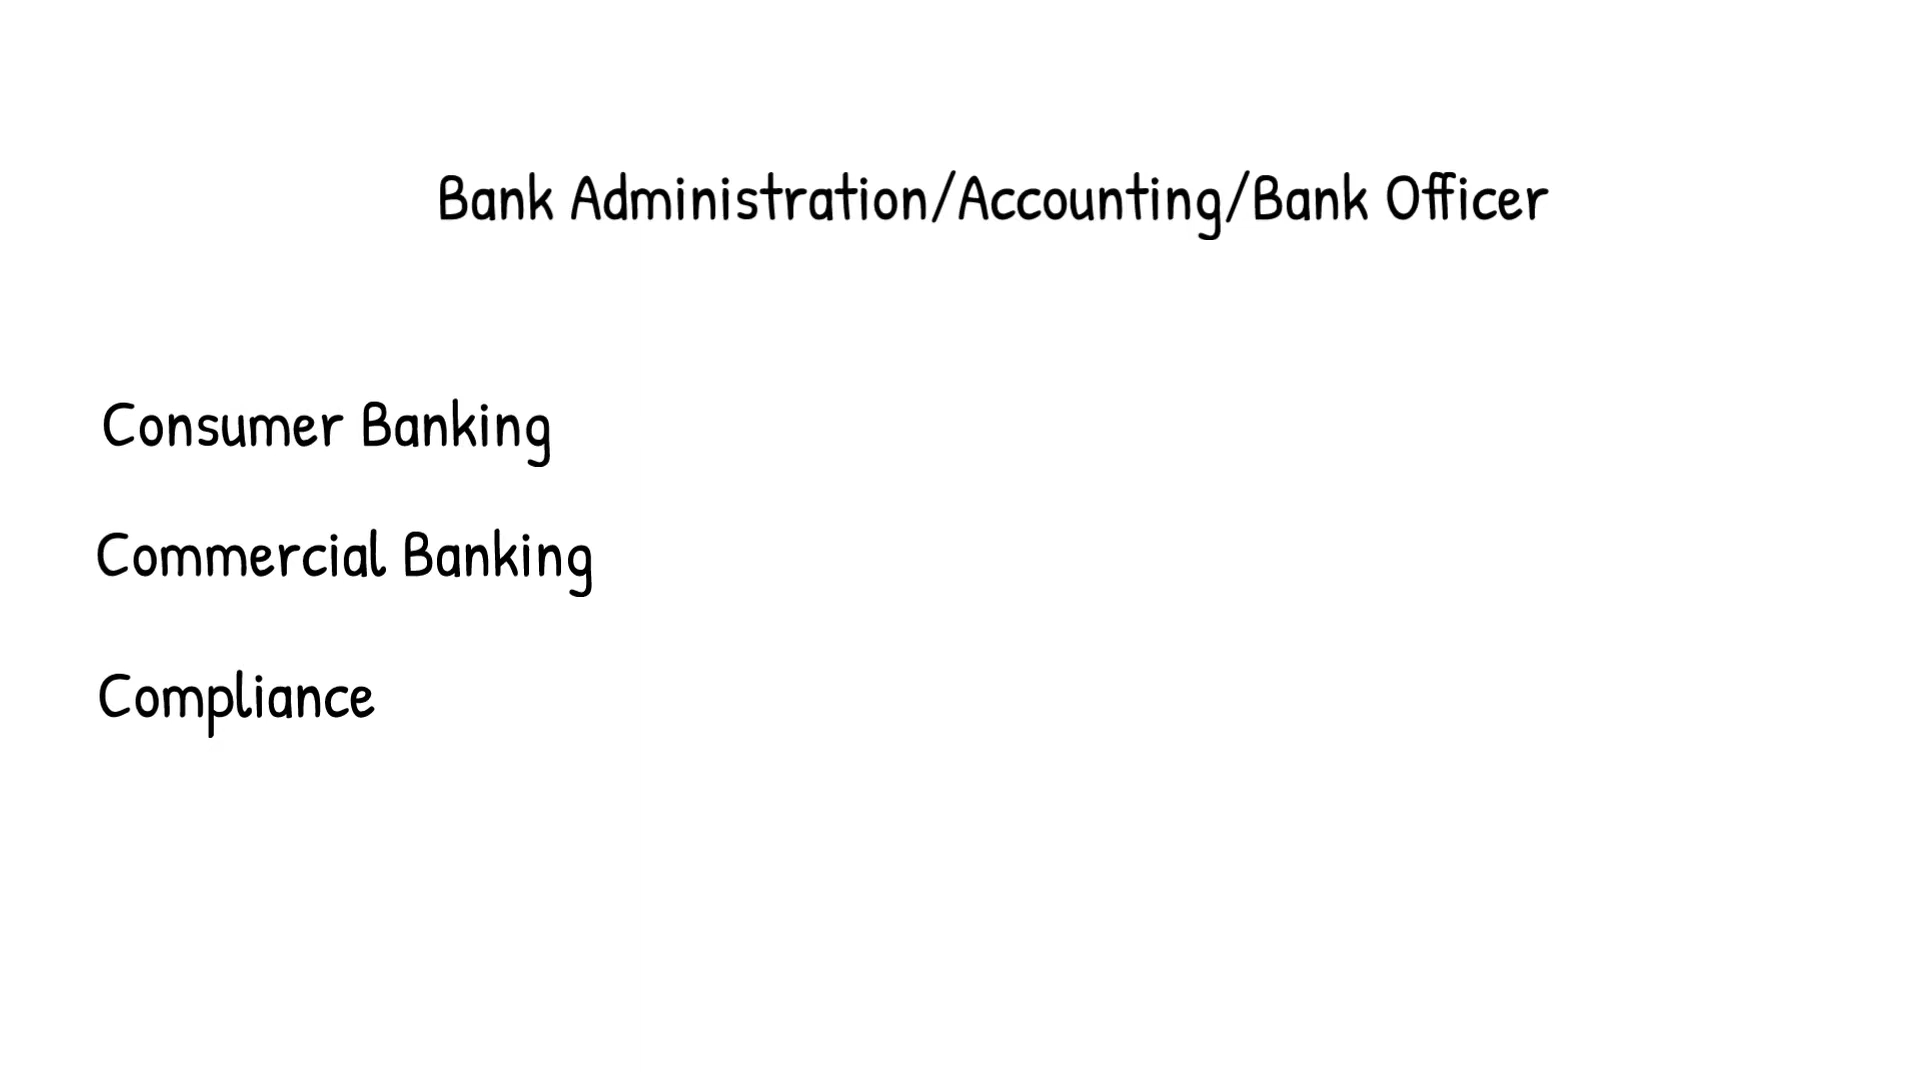 Bank Administration/Accounting/Bank Officer
Consumer Banking
Commercial Banking
Compliance